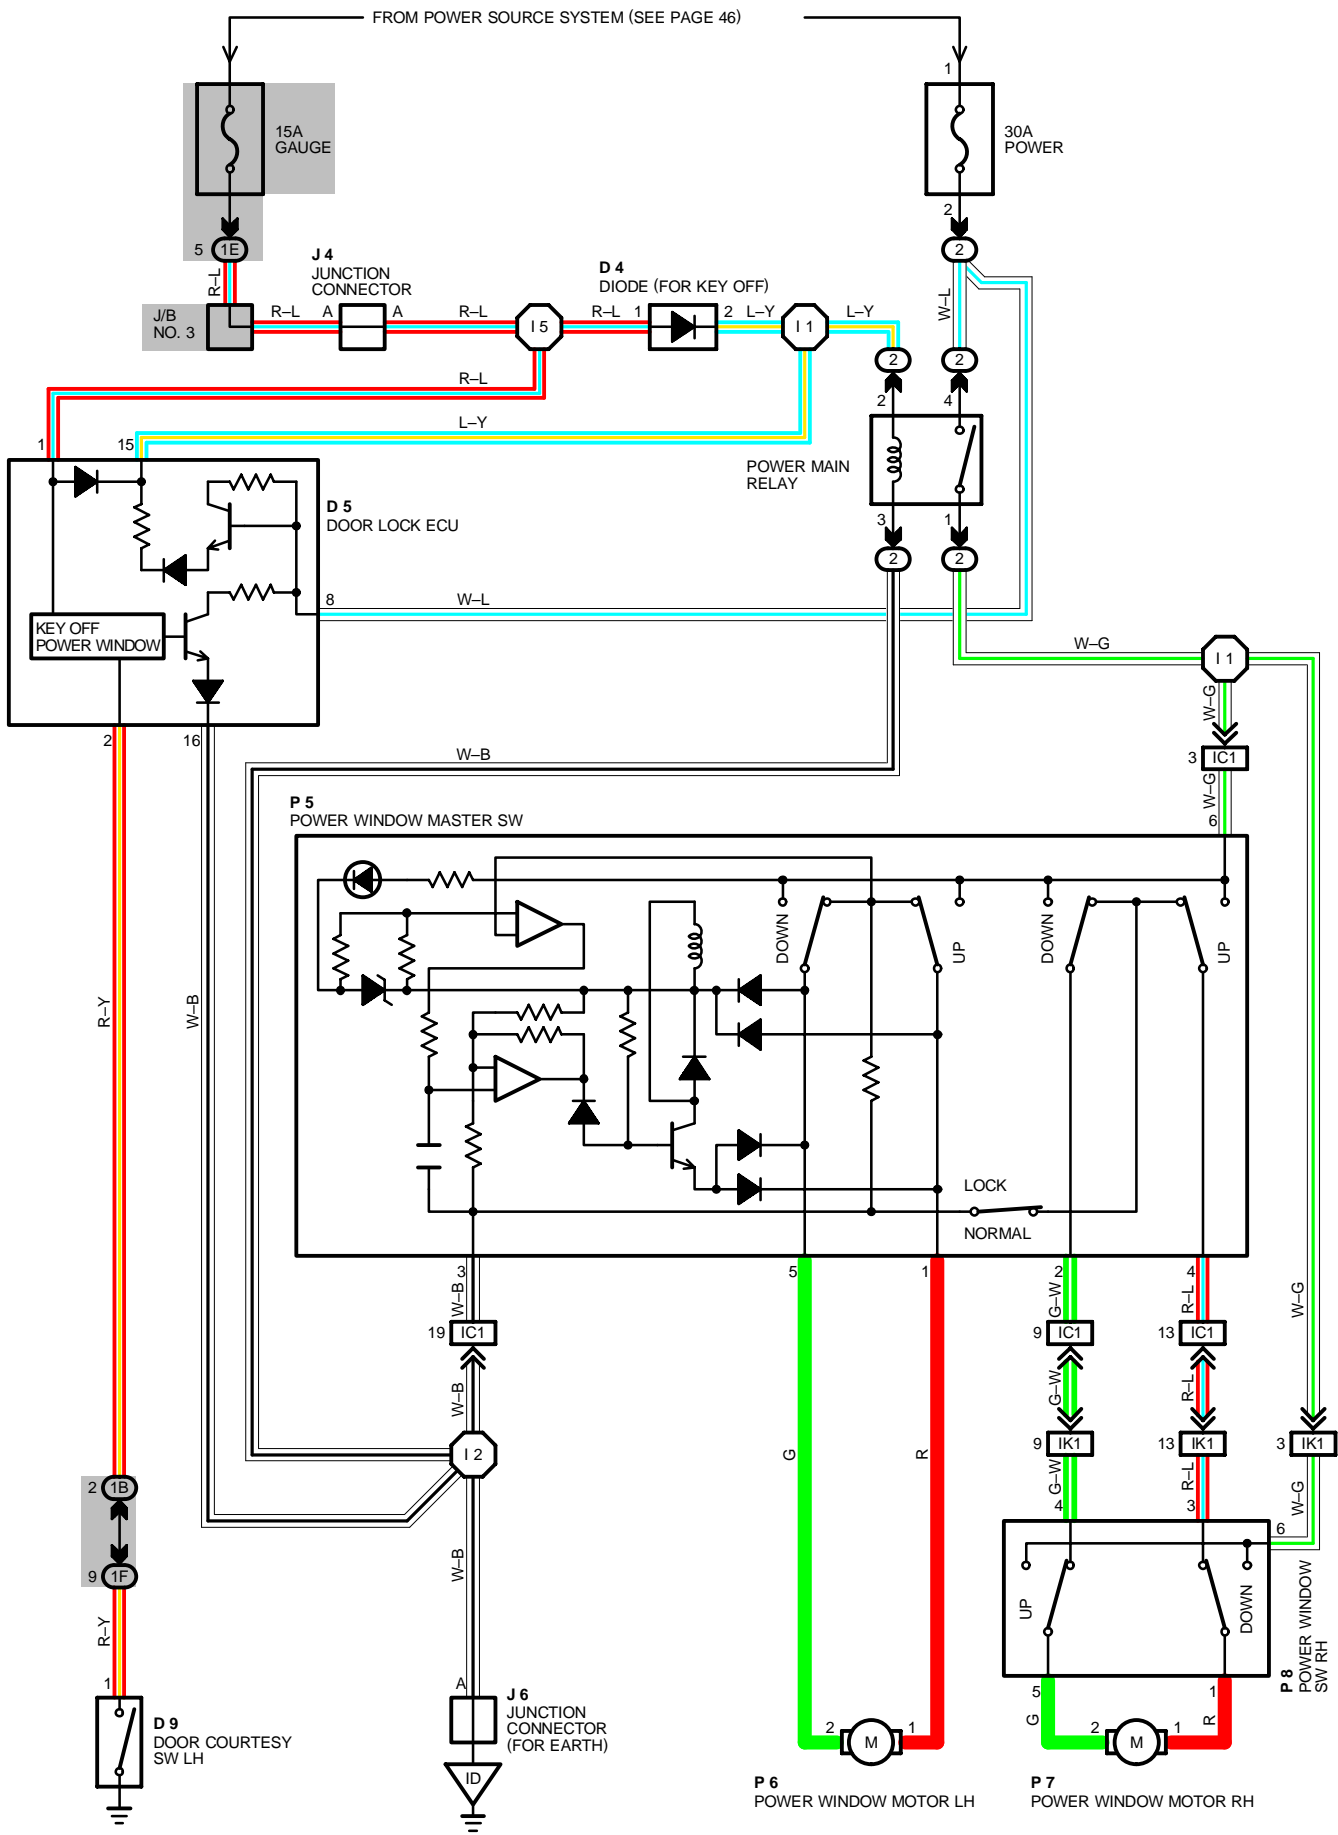 FROM POWER SOURCE SYSTEM (SEE PAGE 46)
1
15A
GAUGE
30A
POWER
2
5 1E
2
J 4
JUNCTION
CONNECTOR
D 4
DIODE (FOR KEY OFF)
R–L
W–L
J/B
NO. 3
R–L A
A R–L
I 5
R–L 1
2 L–Y
I 1
L–Y
2
2
R–L
2
4
L–Y
1
15
POWER MAIN
RELAY
D 5
DOOR LOCK ECU
3
1
2
2
8
W–L
KEY OFF
POWER WINDOW
W–G
I 1
W–G
2
16
W–B
3 IC1
W–G
P 5
POWER WINDOW MASTER SW
6
DOWN
UP
DOWN
UP
R–Y
W–B
LOCK
NORMAL
3
5
1
2
4
W–B
G–W
R–L
W–G
19 IC1
9 IC1
13 IC1
W–B
G–W
R–L
I 2
G
R
9 IK1
13 IK1
3 IK1
G–W
R–L
W–G
2 1B
4
3
6
9 1F
W–B
UP
DOWN
P 8
POWER WINDOW
SW RH
R–Y
1
A
5
1
D 9
DOOR COURTESY
SW LH
J 6
JUNCTION
CONNECTOR
(FOR EARTH)
G
R
2 M 1
2 M 1
ID
P 6
POWER WINDOW MOTOR LH
P 7
POWER WINDOW MOTOR RH